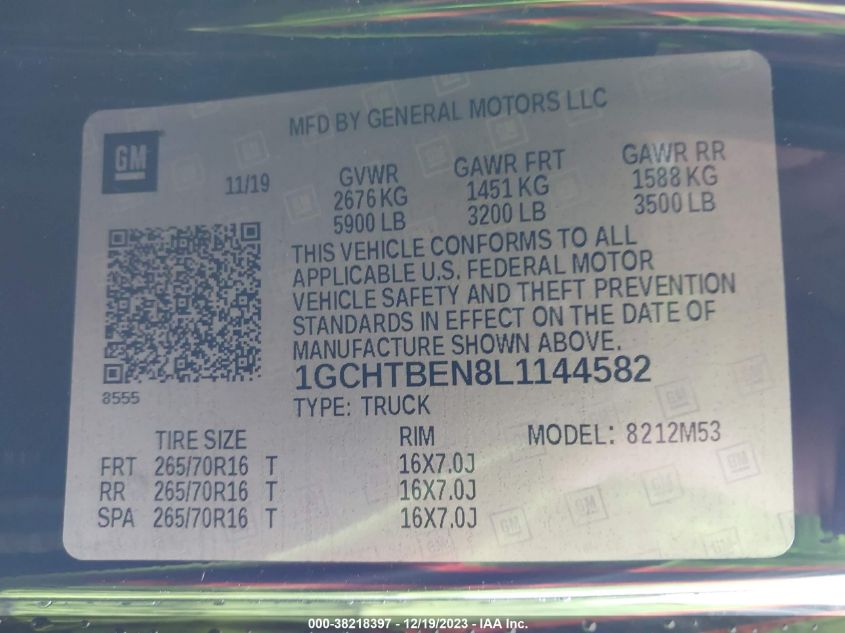 MFD BY GENERAL MOTORS LLC
GM
11/19
GVWR GAWR FRT GAWR RR
2676 KG 1451 KG 1588 KG
5900 LB 3200 LB 3500 LB
THIS VEHICLE CONFORMS TO ALL
APPLICABLE U.S. FEDERAL MOTOR
VEHICLE SAFETY AND THEFT PREVENTION
STANDARDS IN EFFECT ON THE DATE OF
MANUFACTURE SHOWN ABOVE.
1GCHTBEN8L1144582
8555
TYPE: TRUCK
TIRE SIZE RIM MODEL: 8212M53
FRT 265/70R16 T 16X7.0J
RR 265/70R16 T 16X7.0J
SPA 265/70R16 T 16X7.0J
000-38218397 - 12/19/2023 - IAA Inc.